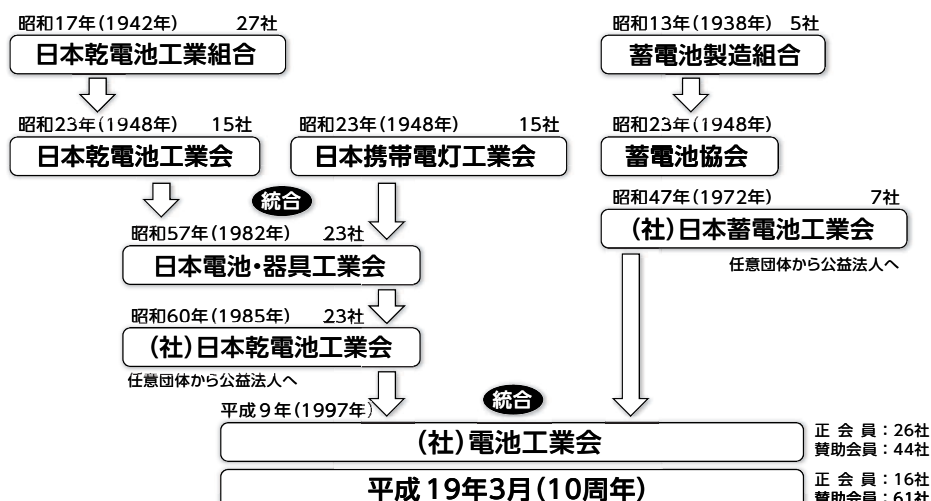 昭和17年(1942年) 27社
日本乾電池工業組合
昭和13年(1938年) 5社
蓄電池製造組合
昭和23年(1948年) 15社
日本乾電池工業会
昭和23年(1948年) 15社
日本携帯電灯工業会
昭和23年(1948年)
蓄電池協会
統合
昭和47年(1972年) 7社
(社)日本蓄電池工業会
任意団体から公益法人へ
昭和57年(1982年) 23社
日本電池・器具工業会
昭和60年(1985年) 23社
(社)日本乾電池工業会
任意団体から公益法人へ
統合
平成9年(1997年)
(社)電池工業会
正会員：26社
賛助会員：44社
平成19年3月(10周年)
正会員：16社
賛助会員：61社